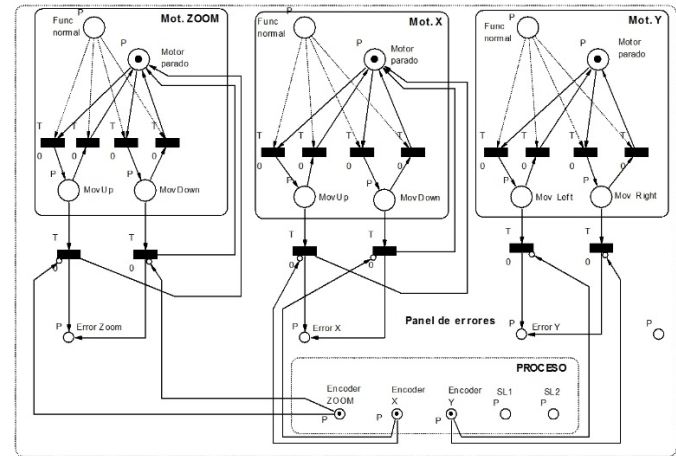 Mot. ZOOM
P
Func
normal
P
Motor
parado
T
T
T
T
0
0
0
0
P
MovUp
P
MovDown
T
0
T
0
P
Error Zoom
Mot. X
P
Func
normal
P
Motor
parado
T
T
T
T
0
0
0
0
P
MovUp
P
MovDown
T
0
T
0
P
Error X
Mot. Y
P
Func
normal
P
Motor
parado
T
T
T
T
0
0
0
0
P
Mov Left
P
Mov Right
T
0
T
0
P
Error Y
Panel de errores
P
PROCESO
Encoder
ZOOM
P
Encoder
X
P
Encoder
Y
P
SL1
P
SL2
P